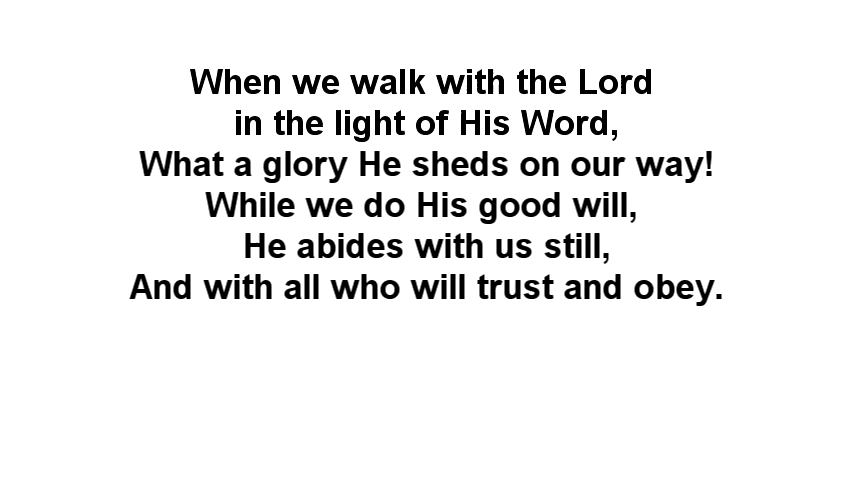 When we walk with the Lord
in the light of His Word,
What a glory He sheds on our way!
While we do His good will,
He abides with us still,
And with all who will trust and obey.